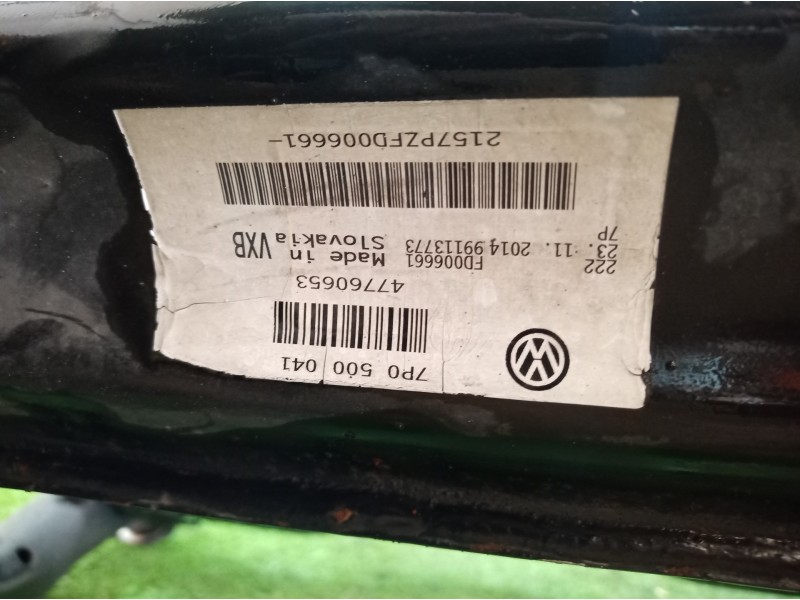 7P0 500 041
47760653
222 FD006661 Made in VXB
23. 11. 2014 99113773 Slovakia
7P
2157PZFD006661-